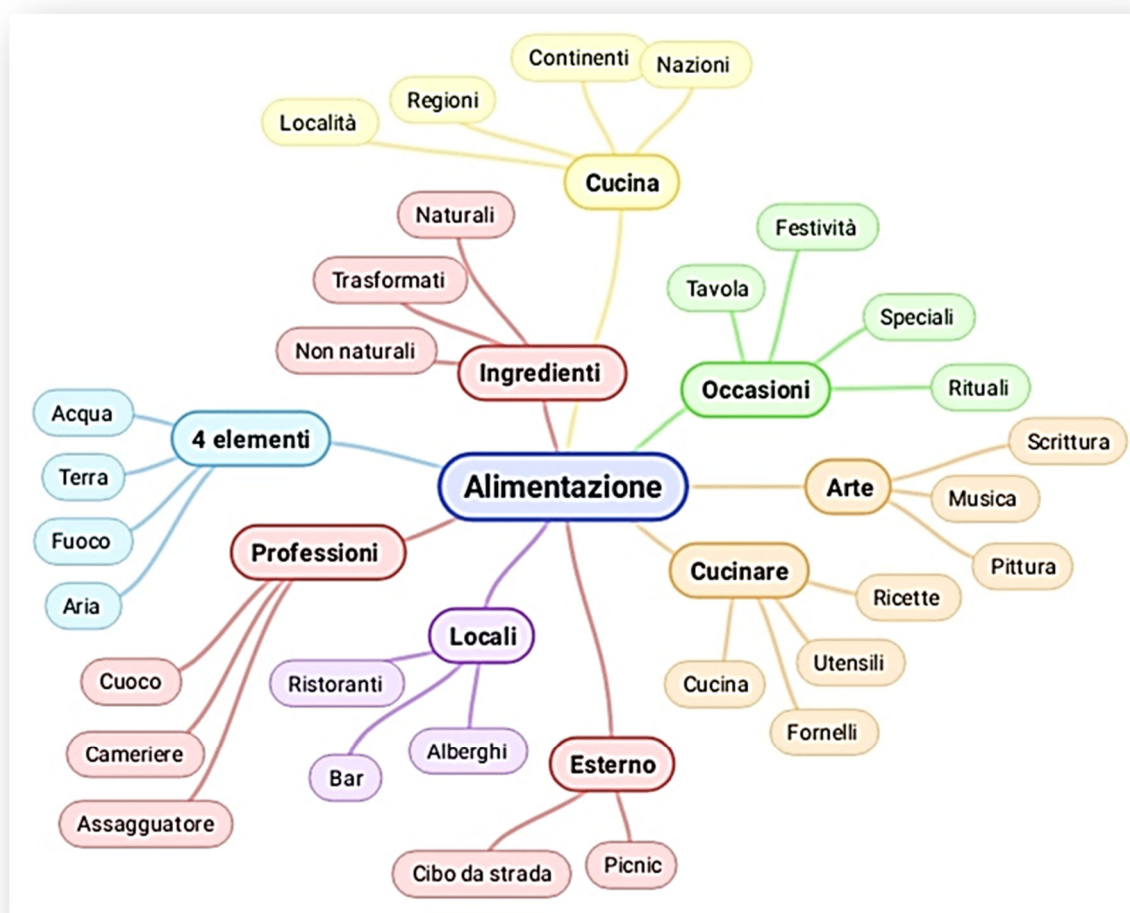 Continenti
Nazioni
Regioni
Località
Cucina
Naturali
Trasformati
Non naturali
Ingredienti
Festività
Tavola
Speciali
Occasioni
Rituali
Acqua
4 elementi
Terra
Fuoco
Aria
Alimentazione
Arte
Scrittura
Musica
Pittura
Professioni
Cuoco
Cameriere
Assagguatore
Locali
Ristoranti
Bar
Alberghi
Cucinare
Ricette
Utensili
Cucina
Fornelli
Esterno
Cibo da strada
Picnic